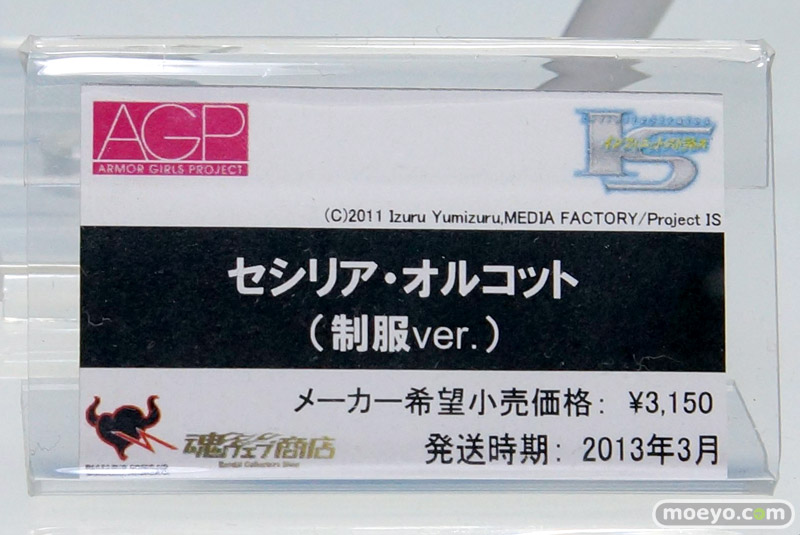 AGP
ARMOR GIRLS PROJECT
IS
(C)2011 Izuru Yumizuru,MEDIA FACTORY/Project IS
セシリア・オルコット
(制服ver.)
メーカー希望小売価格: ¥3,150
魂ウェブ商店
Tamashii Collectors Shop
発送時期: 2013年3月
moeyo.com